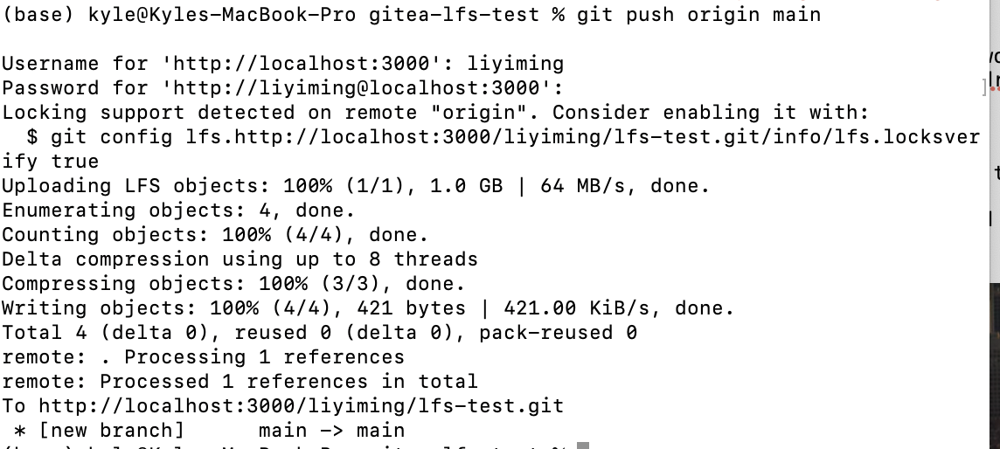 (base) kyle@Kyles-MacBook-Pro gitea-lfs-test % git push origin main
Username for 'http://localhost:3000': liyiming
Password for 'http://liyiming@localhost:3000':
Locking support detected on remote "origin". Consider enabling it with:
  $ git config lfs.http://localhost:3000/liyiming/lfs-test.git/info/lfs.locksver
ify true
Uploading LFS objects: 100% (1/1), 1.0 GB | 64 MB/s, done.
Enumerating objects: 4, done.
Counting objects: 100% (4/4), done.
Delta compression using up to 8 threads
Compressing objects: 100% (3/3), done.
Writing objects: 100% (4/4), 421 bytes | 421.00 KiB/s, done.
Total 4 (delta 0), reused 0 (delta 0), pack-reused 0
remote: . Processing 1 references
remote: Processed 1 references in total
To http://localhost:3000/liyiming/lfs-test.git
 * [new branch]      main -> main